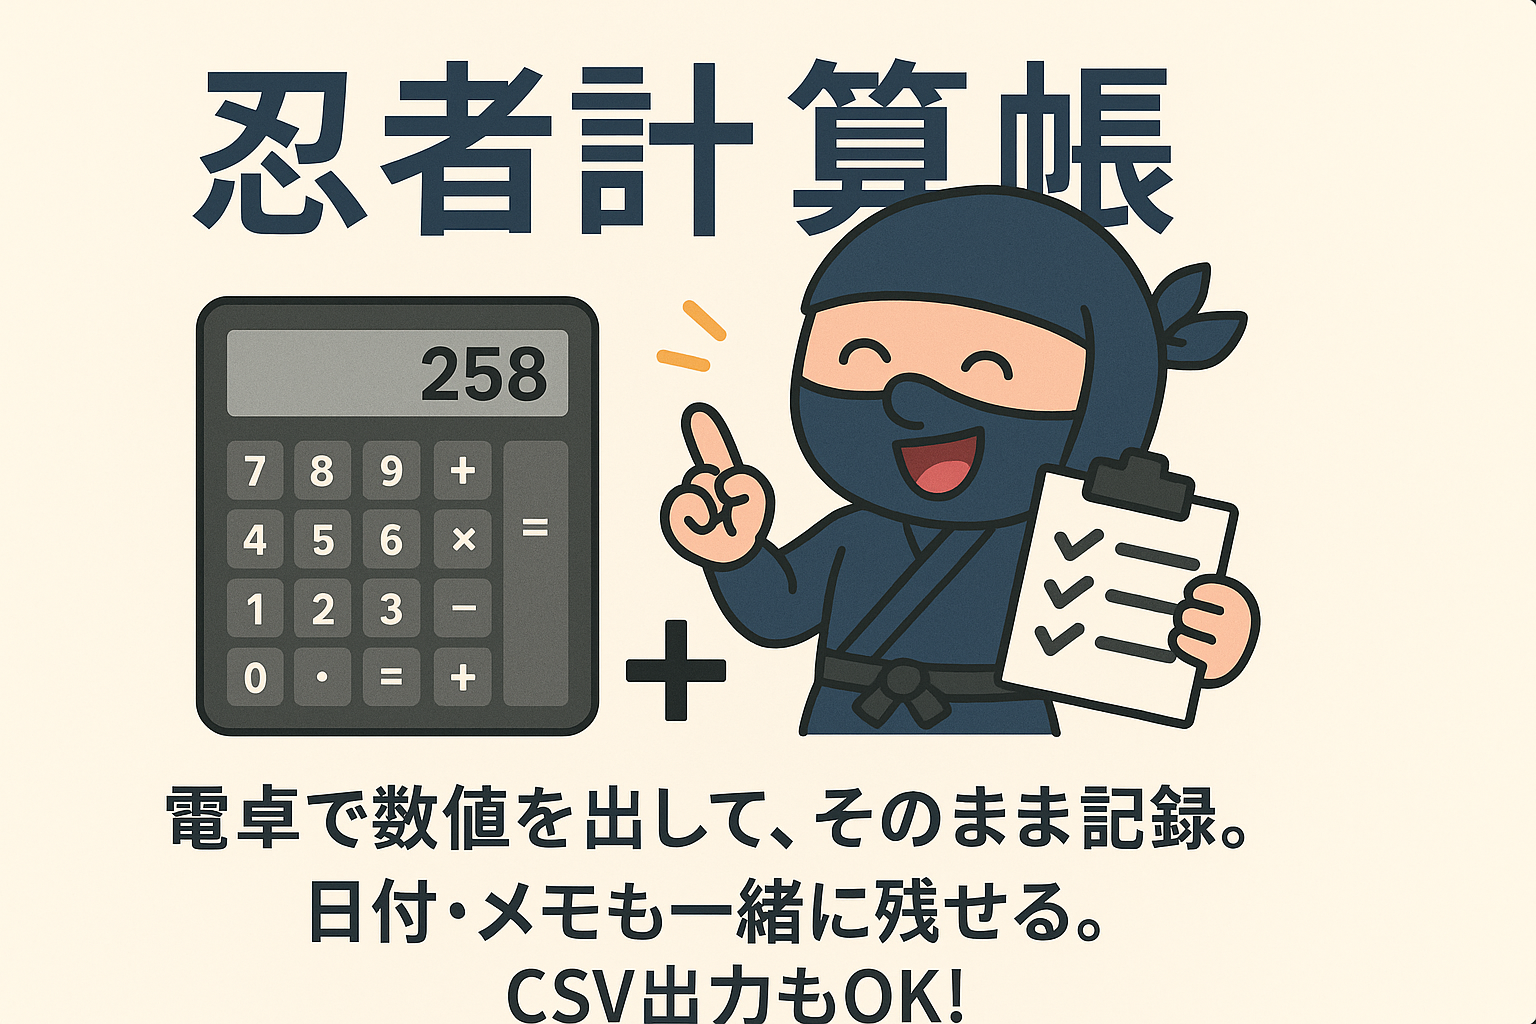 忍者計算帳
258
7 8 9 +
4 5 6 × =
1 2 3 −
0 · = +
+
電卓で数値を出して、そのまま記録。
日付・メモも一緒に残せる。
CSV出力もOK!